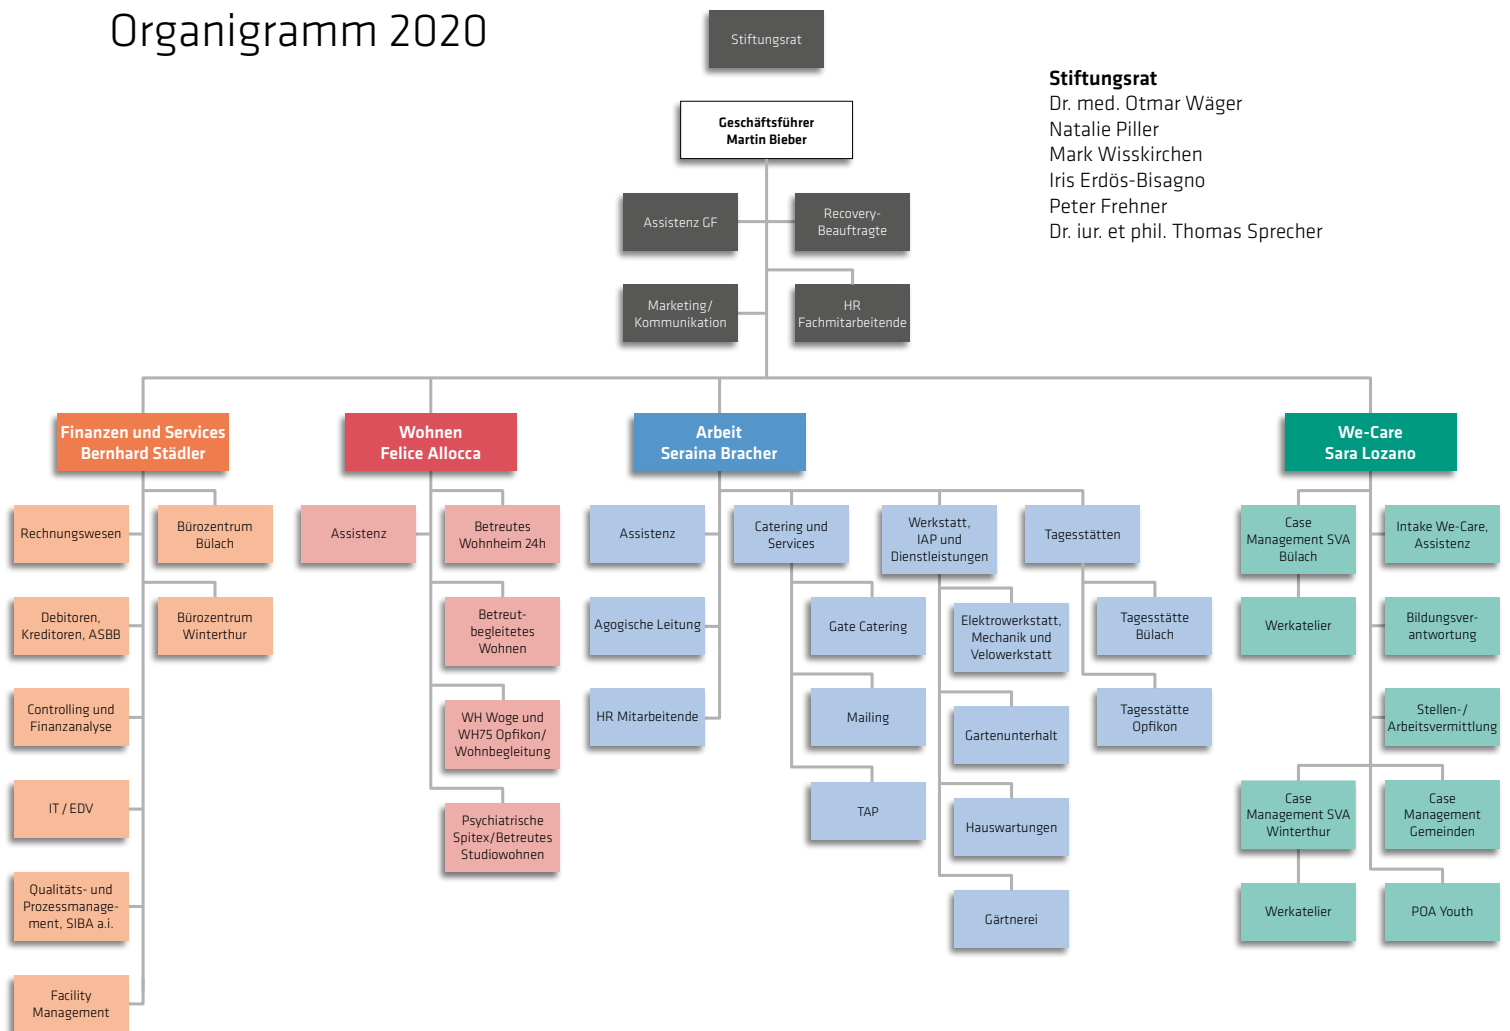 Organigramm 2020
Stiftungsrat
Geschäftsführer
Martin Bieber
Stiftungsrat
Dr. med. Otmar Wäger
Natalie Piller
Mark Wisskirchen
Iris Erdös-Bisagno
Peter Frehner
Dr. iur. et phil. Thomas Sprecher
Assistenz GF
Recovery-
Beauftragte
Marketing/
Kommunikation
HR
Fachmitarbeitende
Finanzen und Services
Bernhard Städler
Rechnungswesen
Bürozentrum
Bülach
Debitoren,
Kreditoren, ASBB
Bürozentrum
Winterthur
Controlling und
Finanzanalyse
IT / EDV
Qualitäts- und
Prozessmanage-
ment, SIBA a.i.
Facility
Management
Wohnen
Felice Allocca
Assistenz
Betreutes
Wohnheim 24h
Betreut-
begleitetes
Wohnen
WH Woge und
WH75 Opfikon/
Wohnbegleitung
Psychiatrische
Spitex/Betreutes
Studiowohnen
Arbeit
Seraina Bracher
Assistenz
Agogische Leitung
HR Mitarbeitende
Catering und
Services
Gate Catering
Mailing
TAP
Werkstatt,
IAP und
Dienstleistungen
Elektrowerkstatt,
Mechanik und
Velowerkstatt
Gartenunterhalt
Hauswartungen
Gärtnerei
Tagesstätten
Tagesstätte
Bülach
Tagesstätte
Opfikon
We-Care
Sara Lozano
Case
Management SVA
Bülach
Intake We-Care,
Assistenz
Werkatelier
Bildungsver-
antwortung
Stellen-/
Arbeitsvermittlung
Case
Management SVA
Winterthur
Case
Management
Gemeinden
Werkatelier
POA Youth